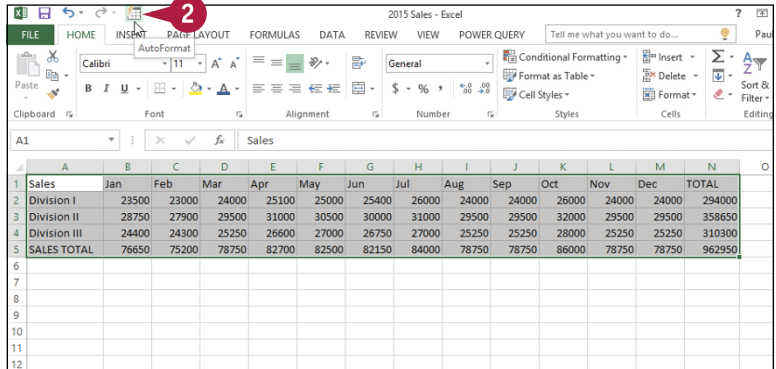 2
2015 Sales - Excel
?
FILE HOME INSERT PAGE LAYOUT FORMULAS DATA REVIEW VIEW POWER QUERY Tell me what you want to do... Pau
AutoFormat
Paste
Calibri 11 A A
B I U A
General
$ % , .0 .00 .00 .0
Conditional Formatting
Format as Table
Cell Styles
Insert
Delete
Format
Σ
A Z
Sort &
Filter
Clipboard Font Alignment Number Styles Cells Editing
A1 fx Sales
A B C D E F G H I J K L M N O
1 Sales Jan Feb Mar Apr May Jun Jul Aug Sep Oct Nov Dec TOTAL
2 Division I 23500 23000 24000 25100 25000 25400 26000 24000 24000 26000 24000 24000 294000
3 Division II 28750 27900 29500 31000 30500 30000 31000 29500 29500 32000 29500 29500 358650
4 Division III 24400 24300 25250 26600 27000 26750 27000 25250 25250 28000 25250 25250 310300
5 SALES TOTAL 76650 75200 78750 82700 82500 82150 84000 78750 78750 86000 78750 78750 962950
6
7
8
9
10
11
12